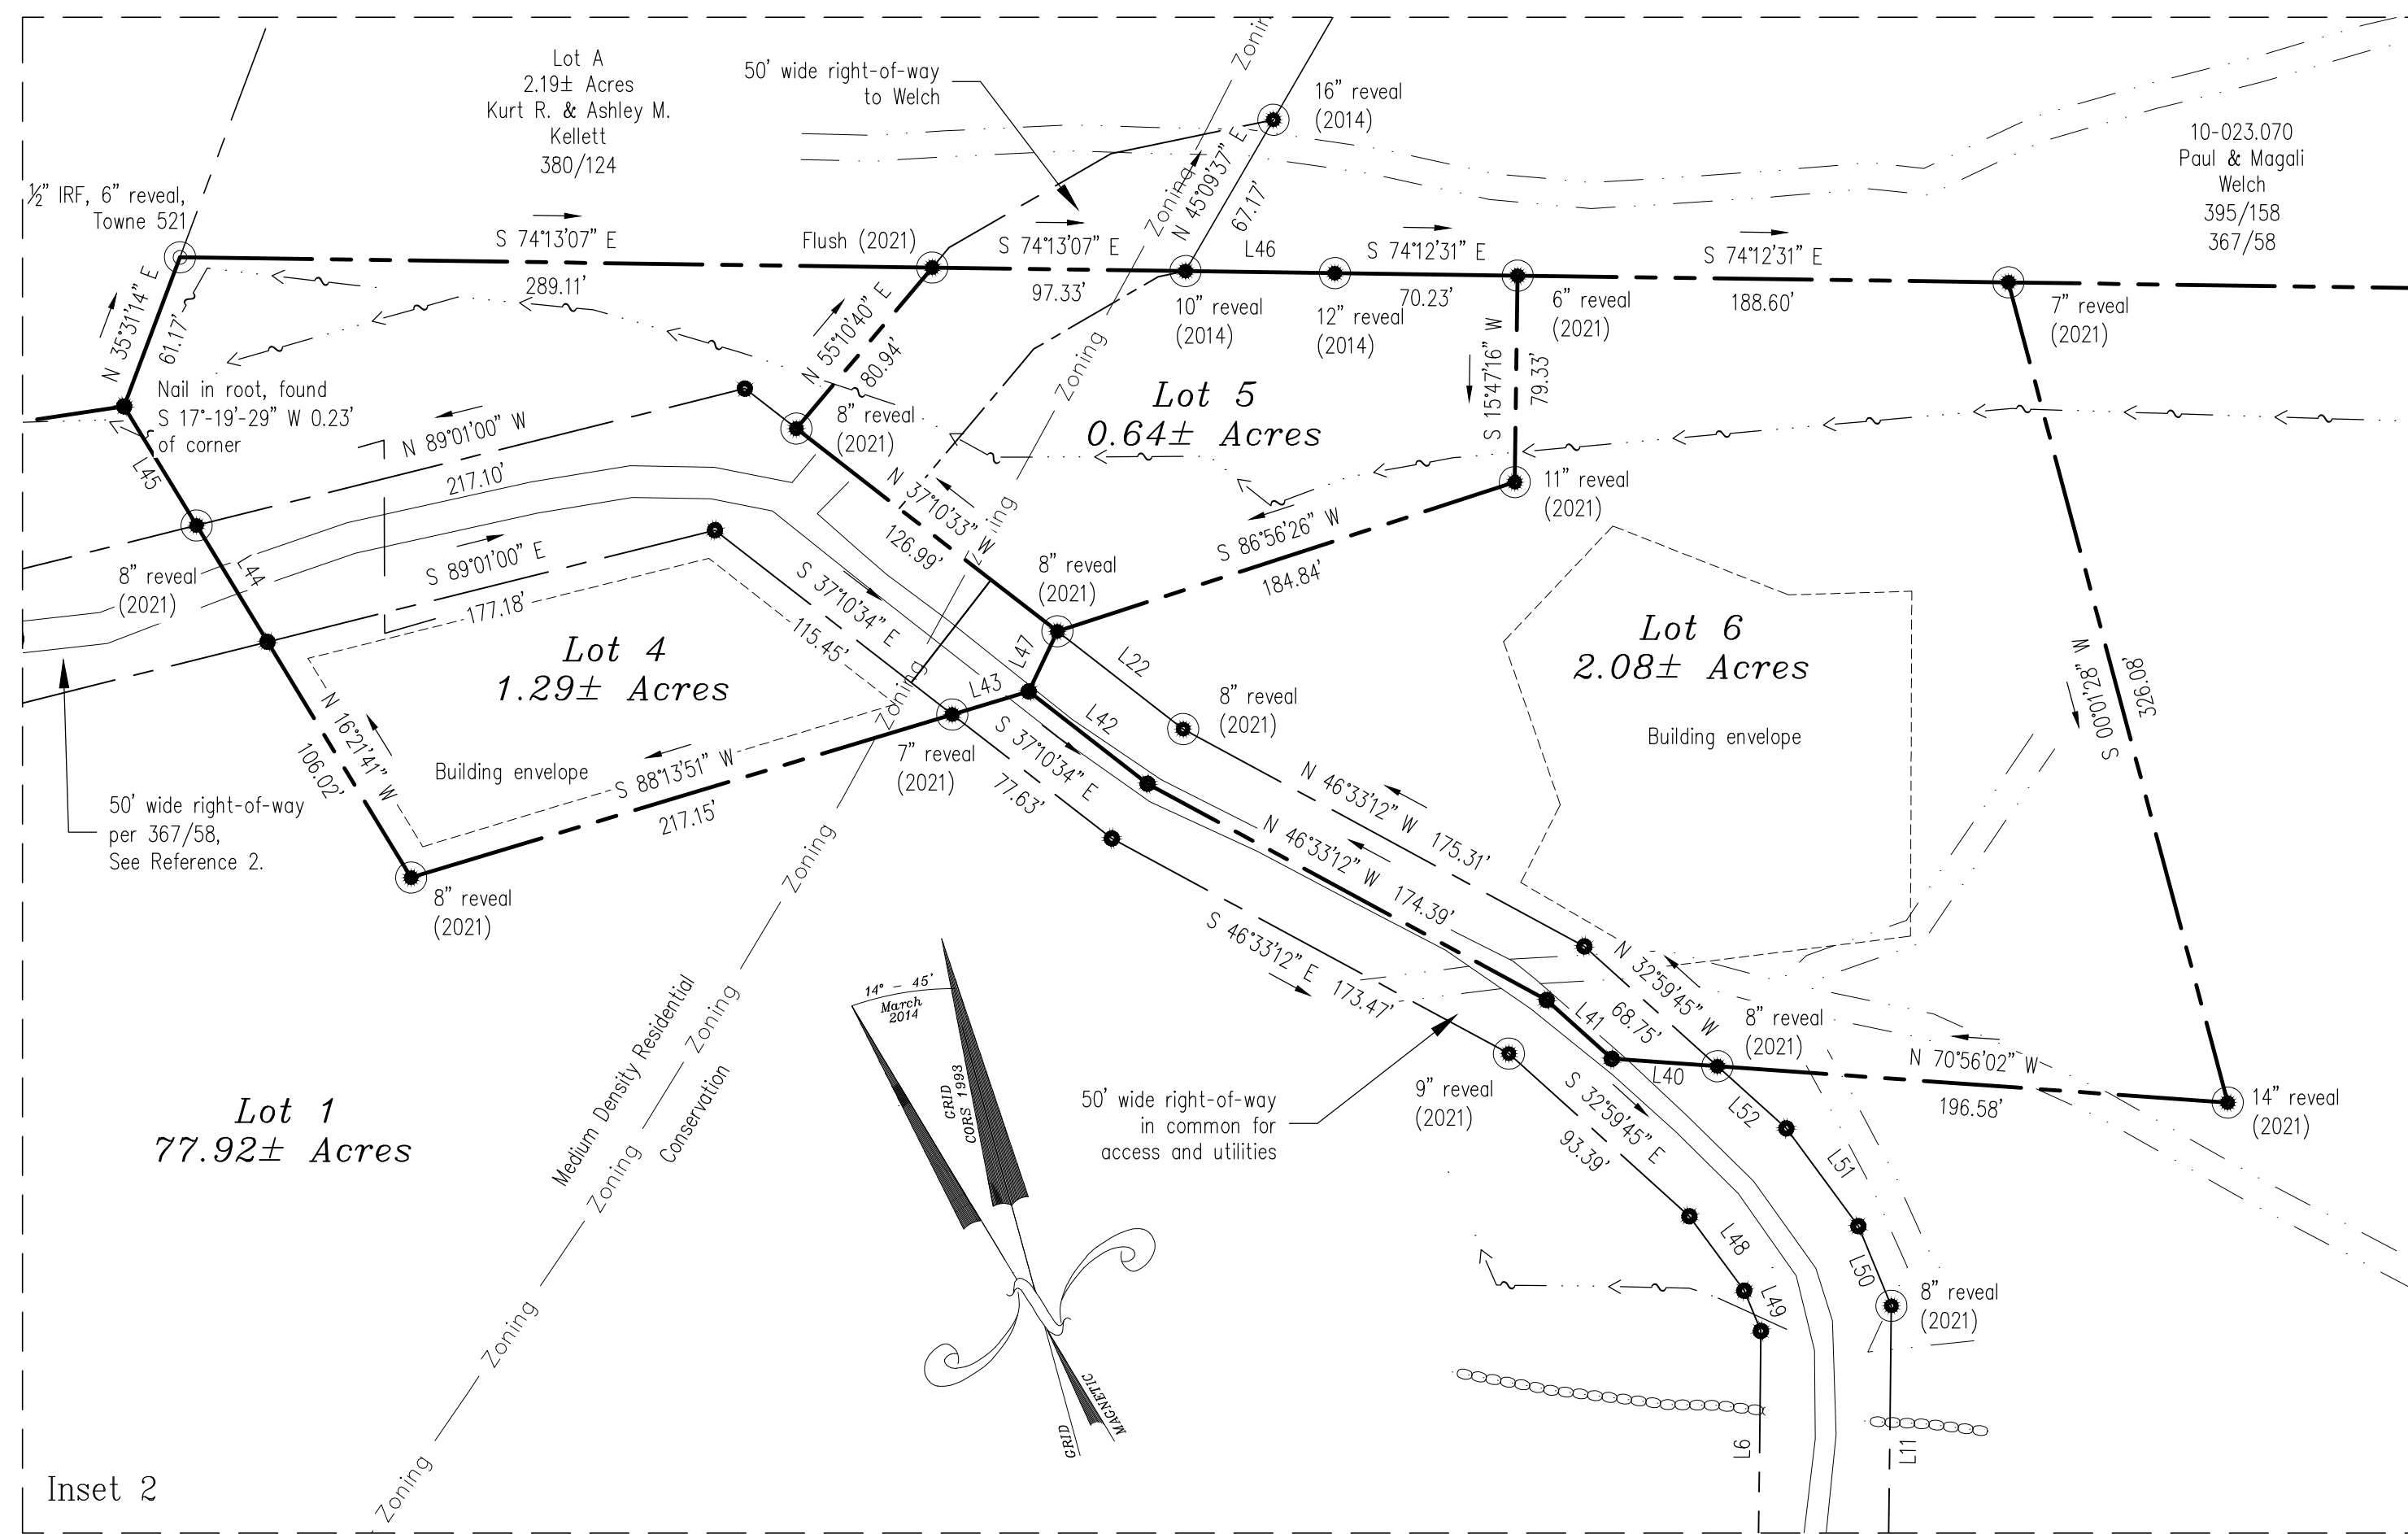 Lot A
2.19± Acres
Kurt R. & Ashley M.
Kellett
380/124
50' wide right-of-way
to Welch
Zoning
16" reveal
(2014)
10-023.070
Paul & Magali
Welch
395/158
367/58
½" IRF, 6" reveal,
Towne 521
S 74°13'07" E
289.11'
Flush (2021)
S 74°13'07" E
97.33'
Zoning
N 45°09'37" E
67.17'
L46
S 74°12'31" E
70.23'
S 74°12'31" E
188.60'
10" reveal
(2014)
12" reveal
(2014)
6" reveal
(2021)
7" reveal
(2021)
N 35°31'14" E
61.17'
N 55°10'40" E
80.94'
Zoning
S 15°47'16" W
79.33'
Nail in root, found
S 17°-19'-29" W 0.23'
of corner
L45
N 89°01'00" W
217.10'
8" reveal
(2021)
Lot 5
0.64± Acres
11" reveal
(2021)
N 37°10'33" W
126.99'
Zoning
S 86°56'26" W
184.84'
8" reveal
(2021)
L44
S 89°01'00" E
177.18'
S 37°10'34" E
115.45'
8" reveal
(2021)
Lot 4
1.29± Acres
Lot 6
2.08± Acres
Building envelope
S 00°01'28" W
326.08'
L47
L22
L43
L42
8" reveal
(2021)
Zoning
N 16°21'41" W
106.02'
Building envelope
S 88°13'51" W
217.15'
7" reveal
(2021)
S 37°10'34" E
77.63'
50' wide right-of-way
per 367/58,
See Reference 2.
8" reveal
(2021)
Zoning
N 46°33'12" W 175.31'
N 46°33'12" W 174.39'
S 46°33'12" E 173.47'
N 32°59'45" W
68.75'
8" reveal
(2021)
L41
L40
N 70°56'02" W
196.58'
14" reveal
(2021)
Medium Density Residential
Zoning
Zoning
Conservation
14° - 45'
March
2014
GRID
CORS 1993
50' wide right-of-way
in common for
access and utilities
9" reveal
(2021)
S 32°59'45" E
93.39'
L52
L51
L48
L50
L49
8" reveal
(2021)
Lot 1
77.92± Acres
Zoning
MAGNETIC
GRID
L6
L11
Inset 2
Zoning